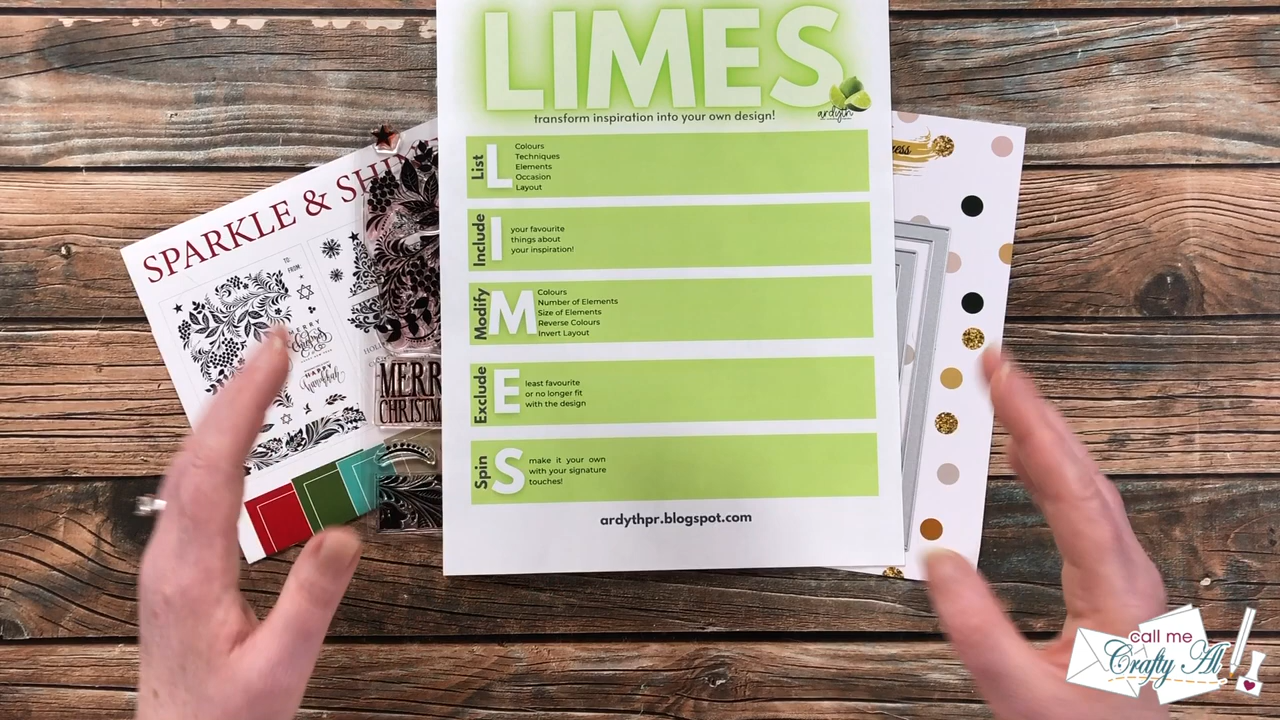 LIMES
transform inspiration into your own design!
ardyth
List
L
Colours
Techniques
Elements
Occasion
Layout
Include
I
your favourite
things about
your inspiration!
Modify
M
Colours
Number of Elements
Size of Elements
Reverse Colours
Invert Layout
Exclude
E
least favourite
or no longer fit
with the design
Spin
S
make it your own
with your signature
touches!
ardythpr.blogspot.com
SPARKLE & SHIN
TO:
FROM:
MERRY
Christmas
HAPPY
Hanukkah
MERR
CHRISTM
call me
Crafty Al!